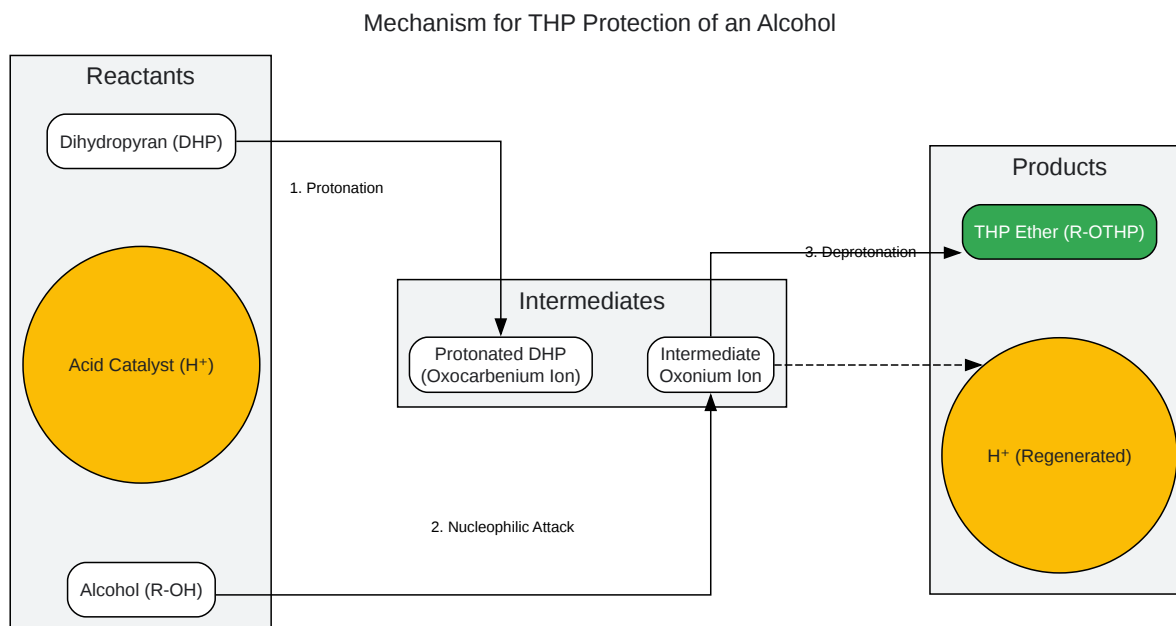 Mechanism for THP Protection of an Alcohol
Reactants
Dihydropyran (DHP)
1. Protonation
Acid Catalyst (H⁺)
Alcohol (R-OH)
2. Nucleophilic Attack
Intermediates
Protonated DHP
(Oxocarbenium Ion)
Intermediate
Oxonium Ion
3. Deprotonation
Products
THP Ether (R-OTHP)
H⁺ (Regenerated)